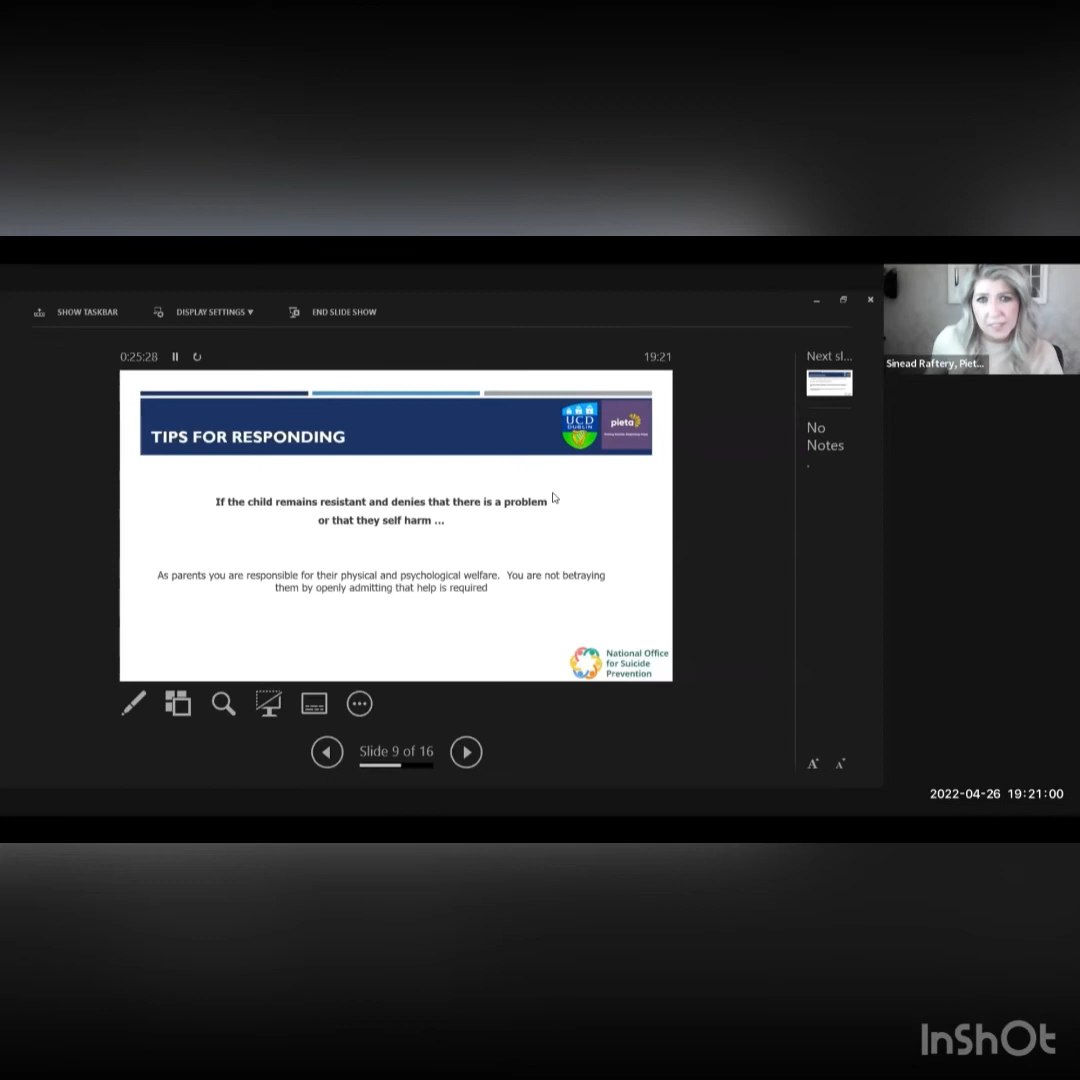 SHOW TASKBAR
DISPLAY SETTINGS ▾
END SLIDE SHOW
0:25:28
19:21
Next sl...
Sinead Raftery, Piet...
TIPS FOR RESPONDING
UCD
DUBLIN
pieta
No
Notes
.
If the child remains resistant and denies that there is a problem
or that they self harm ...
As parents you are responsible for their physical and psychological welfare. You are not betraying
them by openly admitting that help is required
National Office
for Suicide
Prevention
Slide 9 of 16
A A
2022-04-26 19:21:00
InShOt